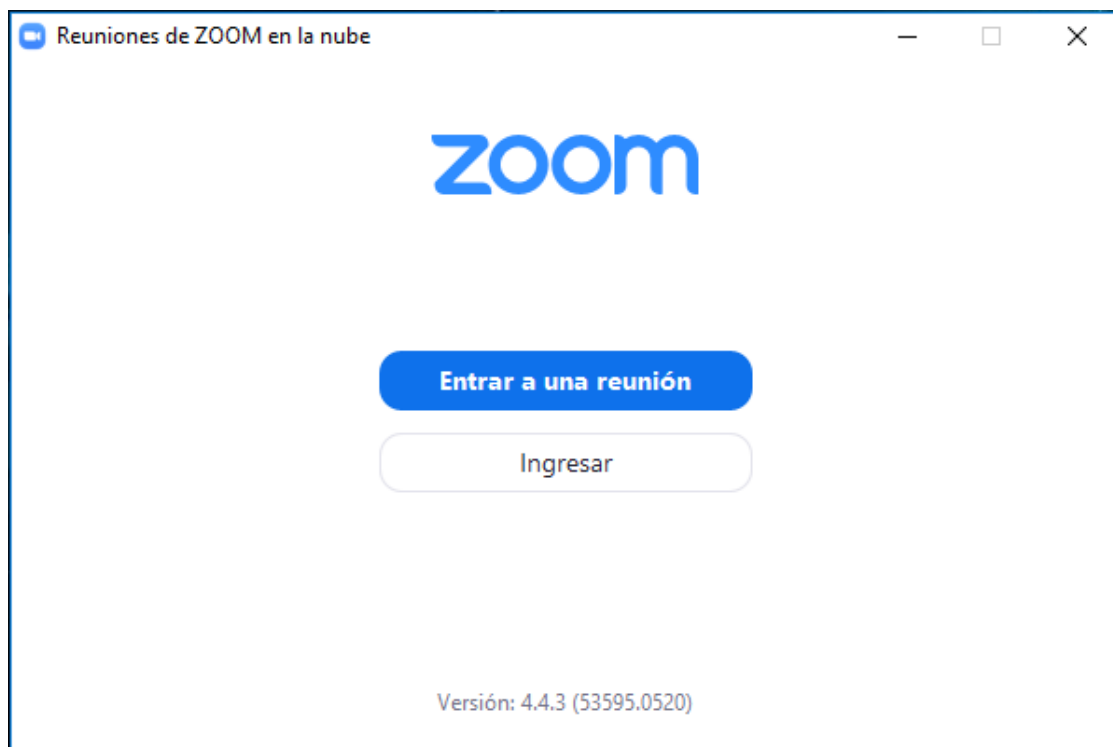 Reuniones de ZOOM en la nube
zoom
Entrar a una reunión
Ingresar
Versión: 4.4.3 (53595.0520)